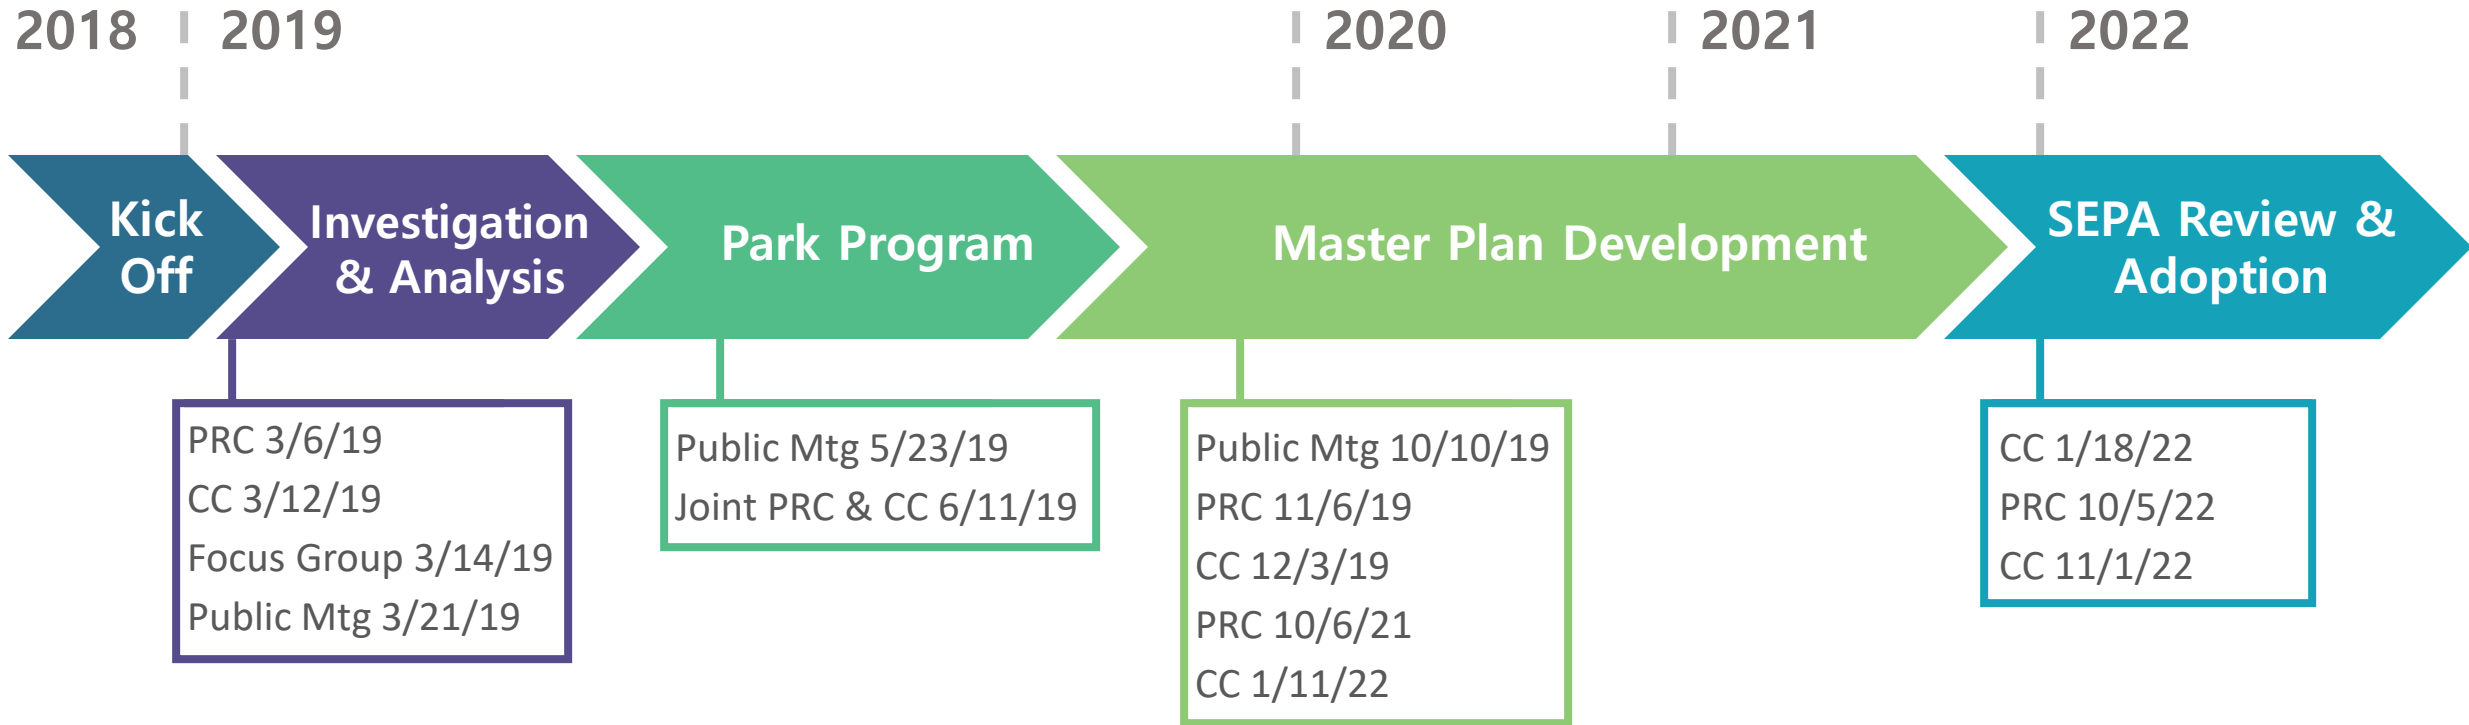 2018
2019
2020
2021
2022
Kick
Off
Investigation
& Analysis
Park Program
Master Plan Development
SEPA Review &
Adoption
PRC 3/6/19
CC 3/12/19
Focus Group 3/14/19
Public Mtg 3/21/19
Public Mtg 5/23/19
Joint PRC & CC 6/11/19
Public Mtg 10/10/19
PRC 11/6/19
CC 12/3/19
PRC 10/6/21
CC 1/11/22
CC 1/18/22
PRC 10/5/22
CC 11/1/22